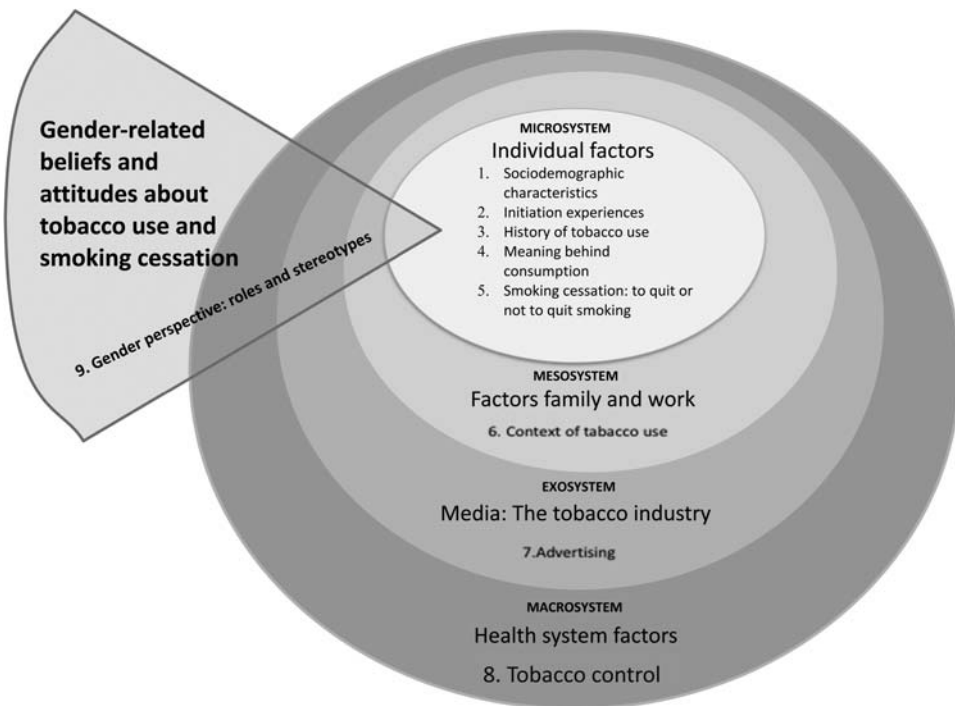 Gender-related
beliefs and
attitudes about
tobacco use and
smoking cessation
9. Gender perspective: roles and stereotypes
MICROSYSTEM
Individual factors
1. Sociodemographic
characteristics
2. Initiation experiences
3. History of tobacco use
4. Meaning behind
consumption
5. Smoking cessation: to quit or
not to quit smoking
MESOSYSTEM
Factors family and work
6. Context of tabacco use
EXOSYSTEM
Media: The tobacco industry
7.Advertising
MACROSYSTEM
Health system factors
8. Tobacco control